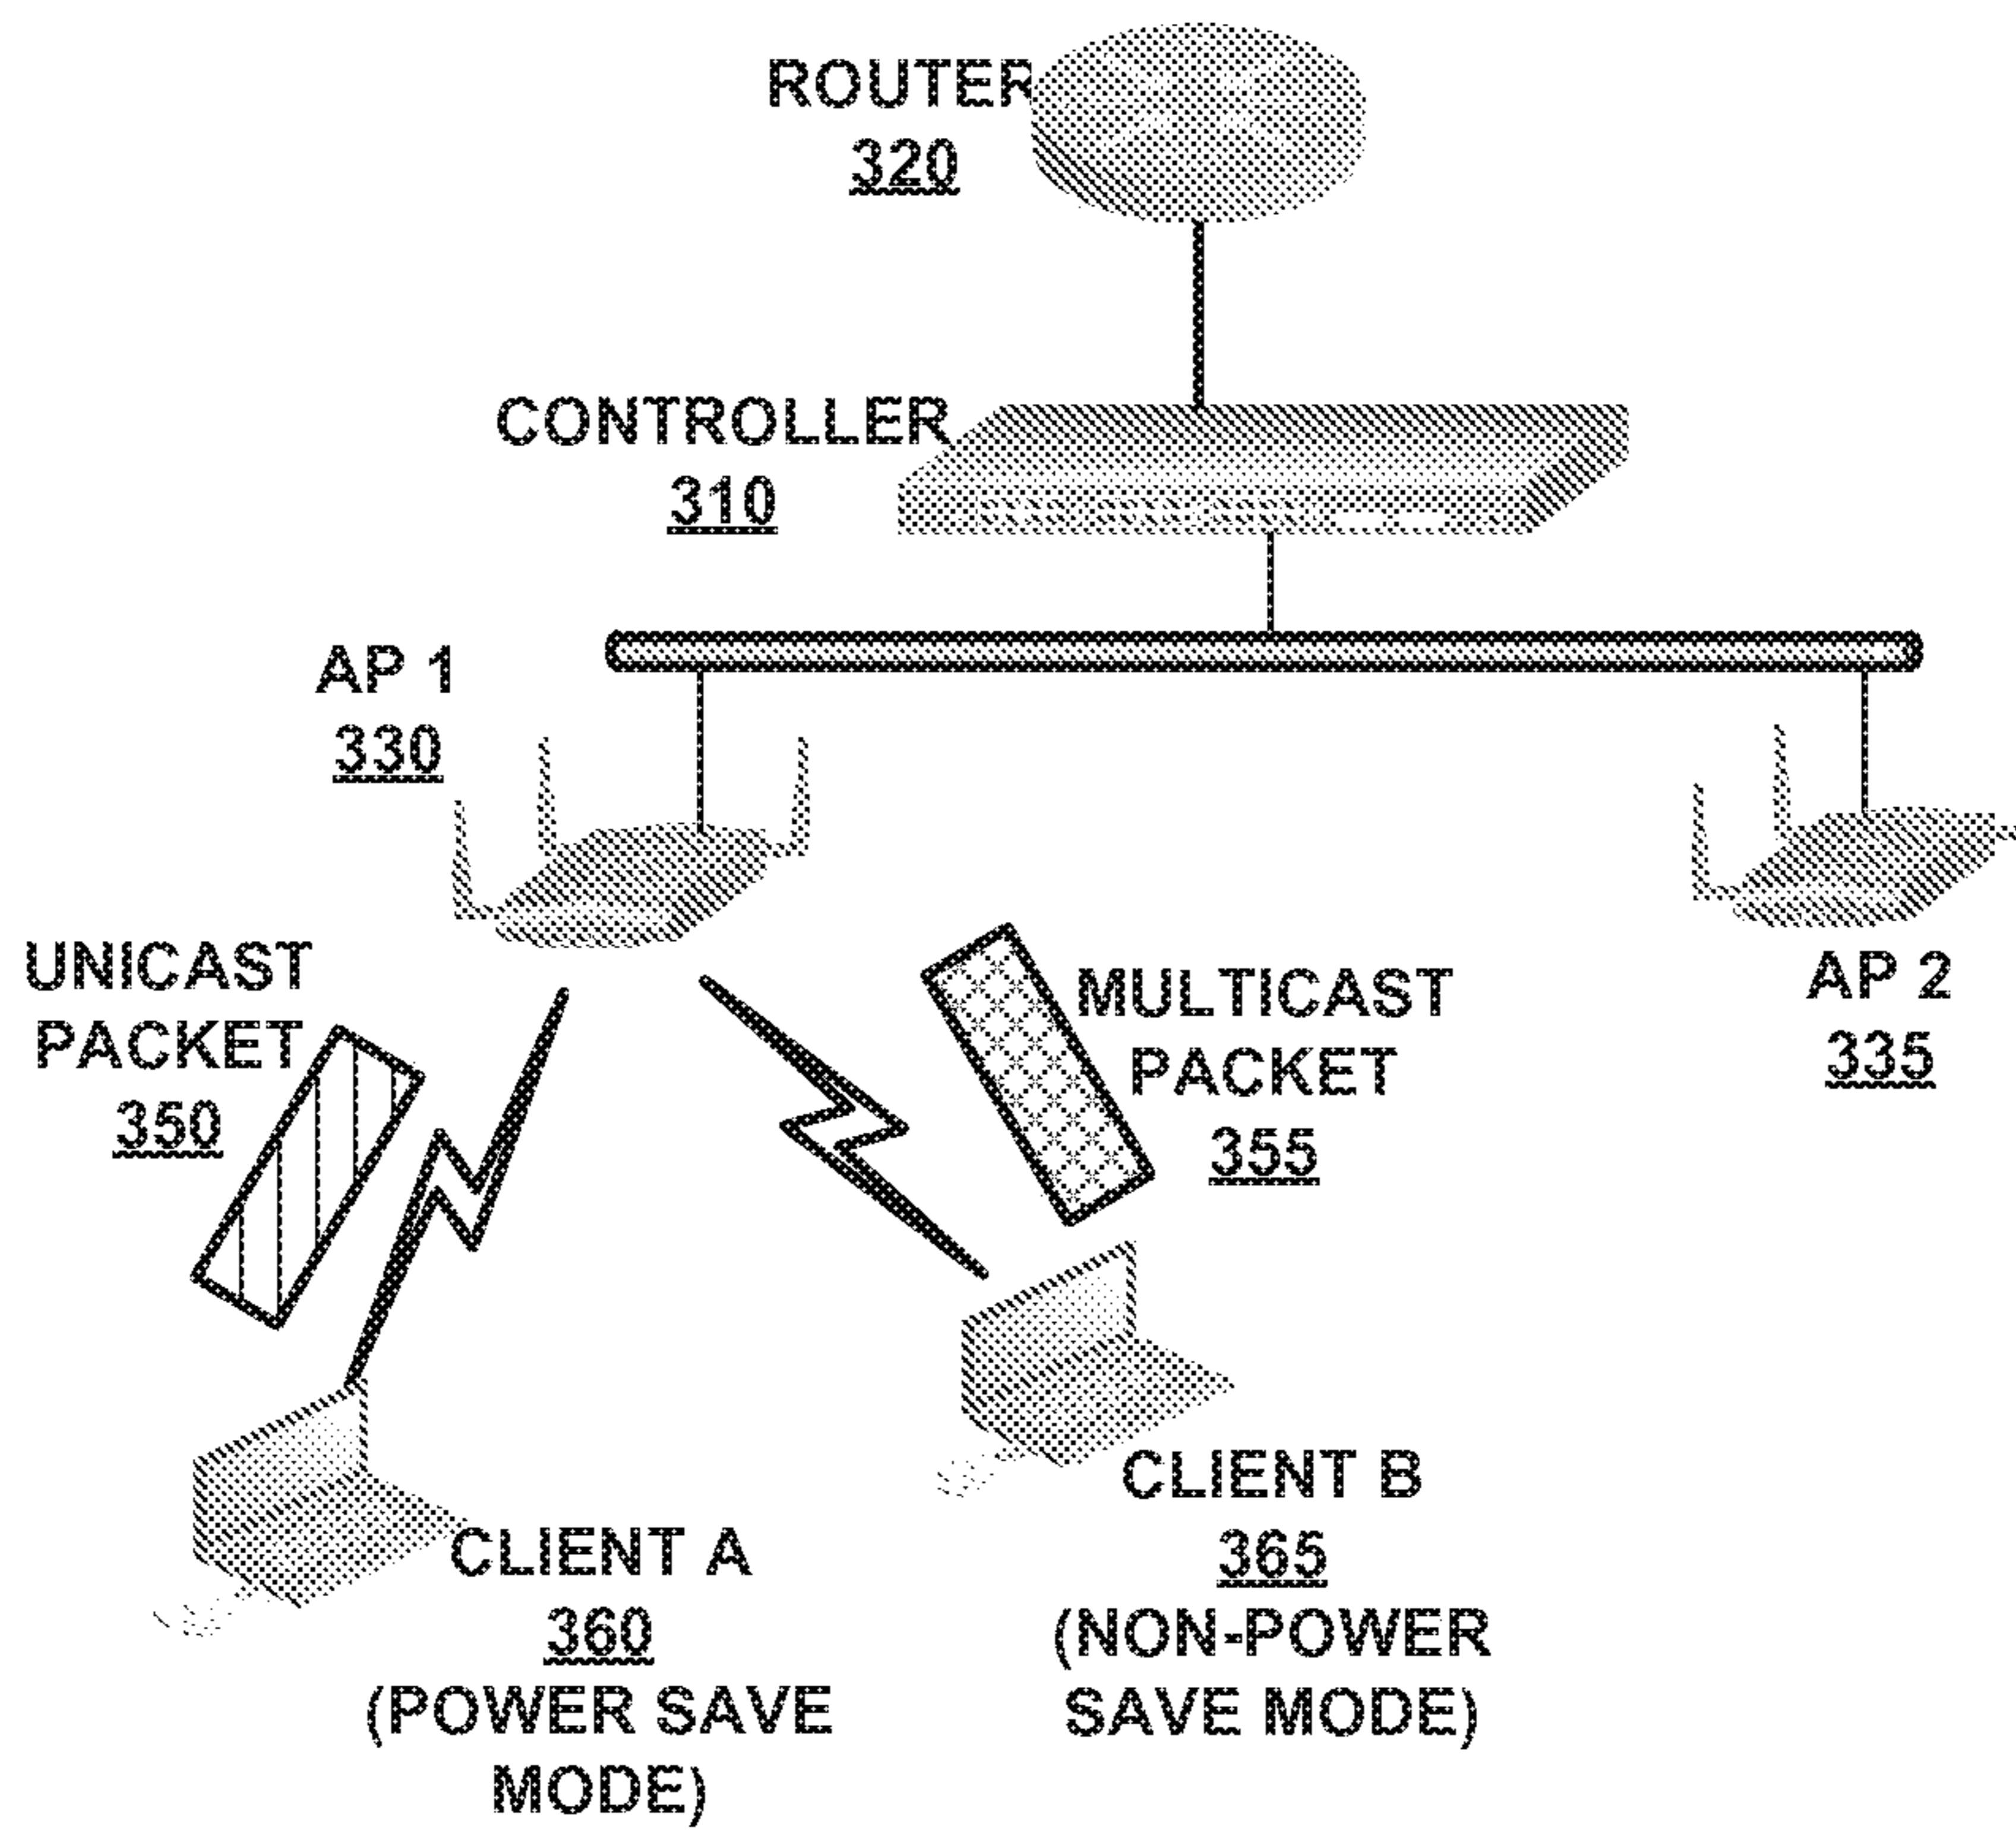 ROUTER
320
CONTROLLER
310
AP 1
330
UNICAST
PACKET
350
MULTICAST
PACKET
355
AP 2
335
CLIENT A
360
(POWER SAVE
MODE)
CLIENT B
365
(NON-POWER
SAVE MODE)